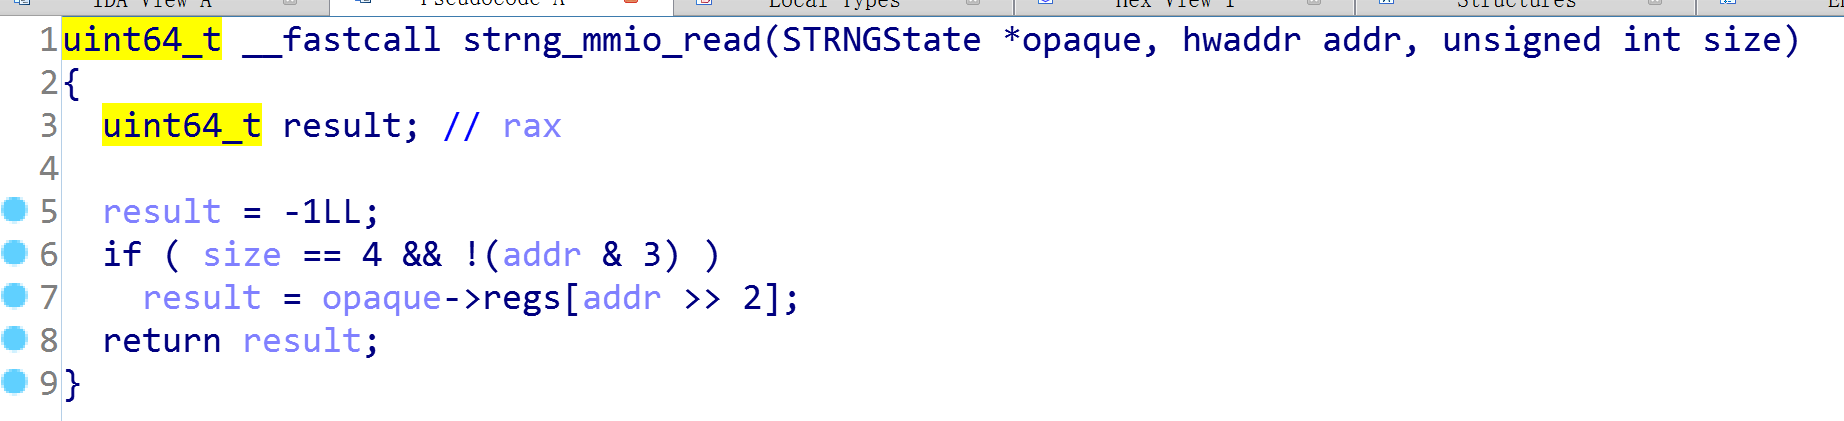 IDA View A Pseudocode A Local Types Hex View 1 Structures
1 uint64_t __fastcall strng_mmio_read(STRNGState *opaque, hwaddr addr, unsigned int size)
2 {
3 uint64_t result; // rax
4
5 result = -1LL;
6 if ( size == 4 && !(addr & 3) )
7 result = opaque->regs[addr >> 2];
8 return result;
9 }